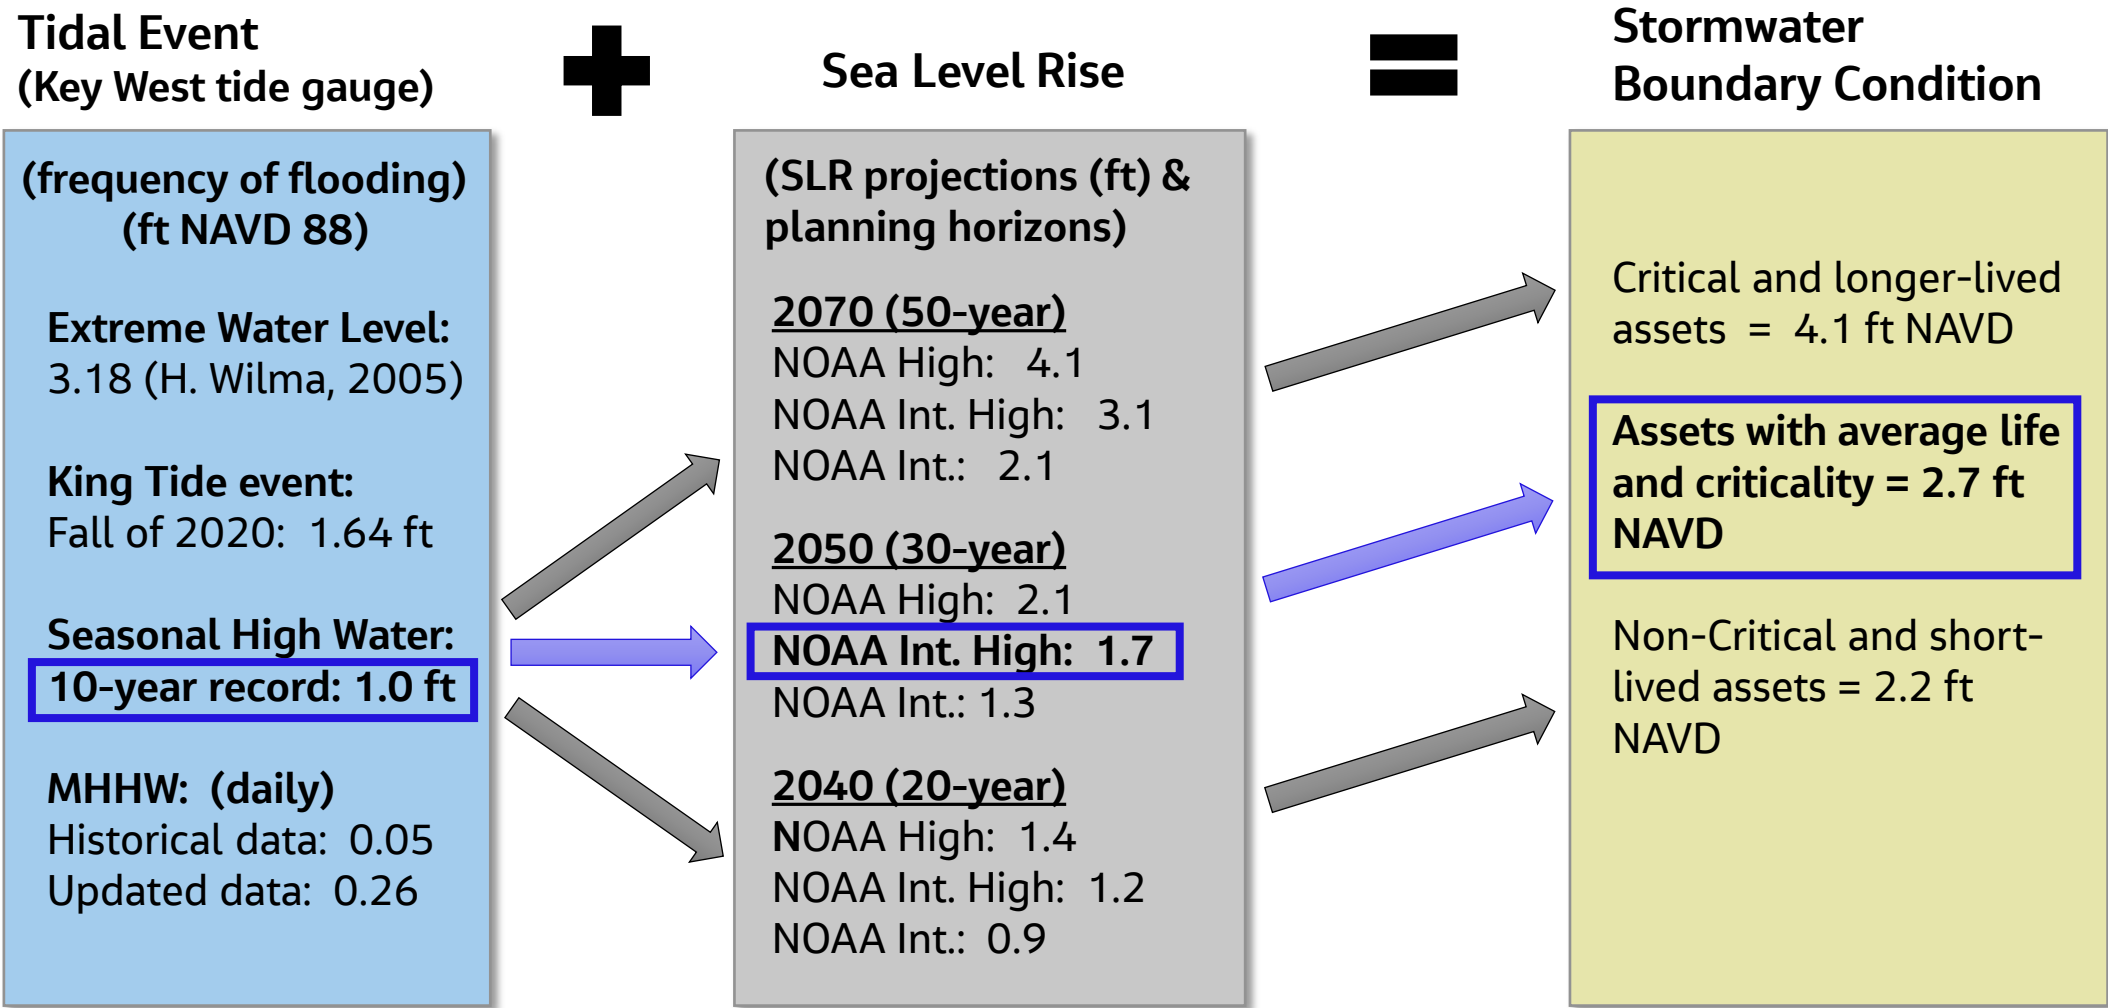 Tidal Event
(Key West tide gauge)
Sea Level Rise
Stormwater
Boundary Condition
(frequency of flooding)
(ft NAVD 88)
Extreme Water Level:
3.18 (H. Wilma, 2005)
King Tide event:
Fall of 2020: 1.64 ft
Seasonal High Water:
10-year record: 1.0 ft
MHHW: (daily)
Historical data: 0.05
Updated data: 0.26
(SLR projections (ft) &
planning horizons)
2070 (50-year)
NOAA High: 4.1
NOAA Int. High: 3.1
NOAA Int.: 2.1
2050 (30-year)
NOAA High: 2.1
NOAA Int. High: 1.7
NOAA Int.: 1.3
2040 (20-year)
NOAA High: 1.4
NOAA Int. High: 1.2
NOAA Int.: 0.9
Critical and longer-lived
assets = 4.1 ft NAVD
Assets with average life
and criticality = 2.7 ft
NAVD
Non-Critical and short-
lived assets = 2.2 ft
NAVD